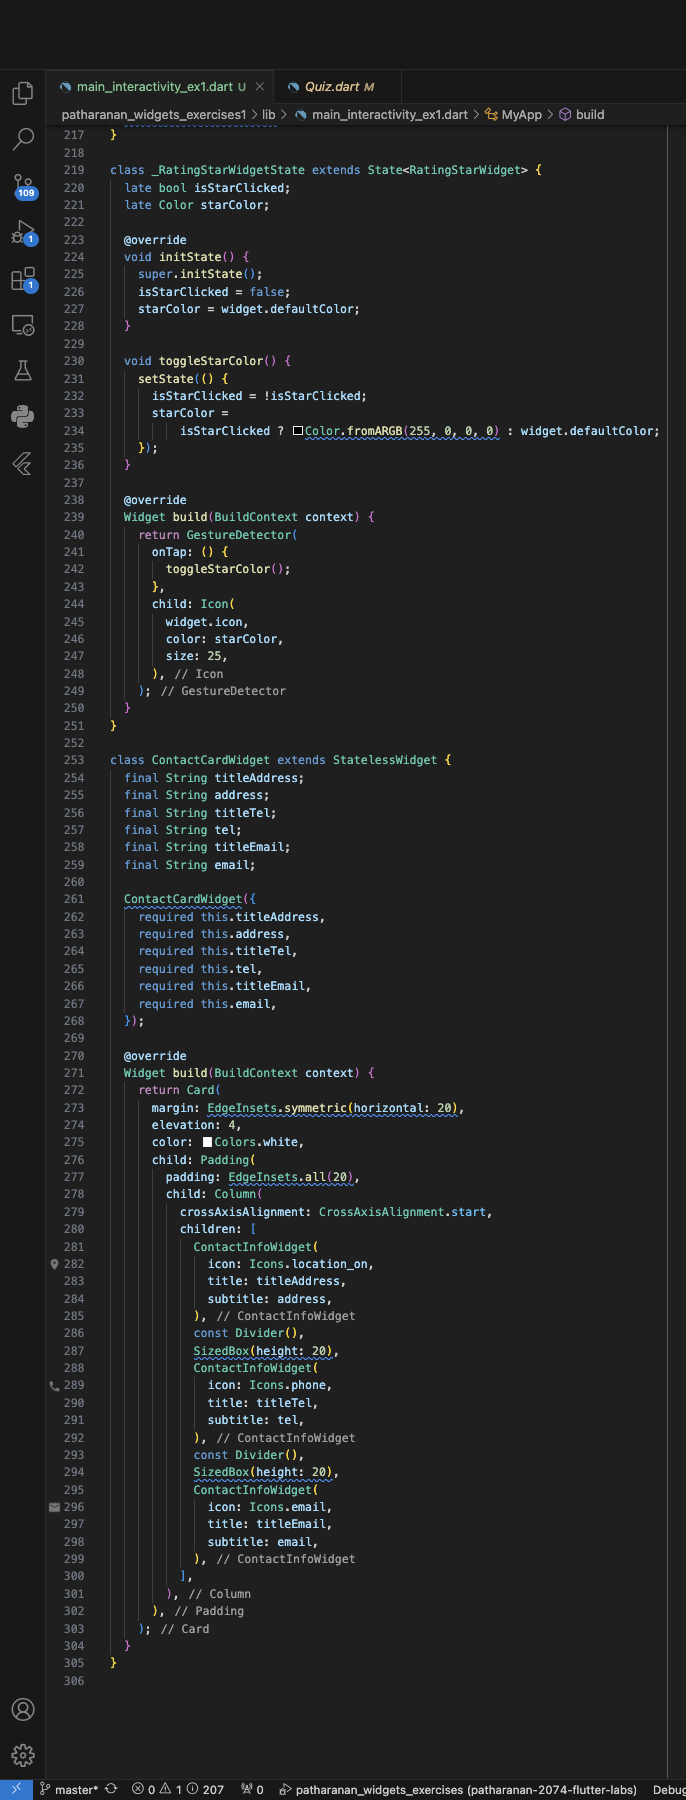 main_interactivity_ex1.dart U
Quiz.dart M
patharanan_widgets_exercises1 > lib > main_interactivity_ex1.dart > MyApp > build
217 }
218
219 class _RatingStarWidgetState extends State<RatingStarWidget> {
220 late bool isStarClicked;
221 late Color starColor;
222
223 @override
224 void initState() {
225 super.initState();
226 isStarClicked = false;
227 starColor = widget.defaultColor;
228 }
229
230 void toggleStarColor() {
231 setState(() {
232 isStarClicked = !isStarClicked;
233 starColor =
234 isStarClicked ? Color.fromARGB(255, 0, 0, 0) : widget.defaultColor;
235 });
236 }
237
238 @override
239 Widget build(BuildContext context) {
240 return GestureDetector(
241 onTap: () {
242 toggleStarColor();
243 },
244 child: Icon(
245 widget.icon,
246 color: starColor,
247 size: 25,
248 ), // Icon
249 ); // GestureDetector
250 }
251 }
252
253 class ContactCardWidget extends StatelessWidget {
254 final String titleAddress;
255 final String address;
256 final String titleTel;
257 final String tel;
258 final String titleEmail;
259 final String email;
260
261 ContactCardWidget({
262 required this.titleAddress,
263 required this.address,
264 required this.titleTel,
265 required this.tel,
266 required this.titleEmail,
267 required this.email,
268 });
269
270 @override
271 Widget build(BuildContext context) {
272 return Card(
273 margin: EdgeInsets.symmetric(horizontal: 20),
274 elevation: 4,
275 color: Colors.white,
276 child: Padding(
277 padding: EdgeInsets.all(20),
278 child: Column(
279 crossAxisAlignment: CrossAxisAlignment.start,
280 children: [
281 ContactInfoWidget(
282 icon: Icons.location_on,
283 title: titleAddress,
284 subtitle: address,
285 ), // ContactInfoWidget
286 const Divider(),
287 SizedBox(height: 20),
288 ContactInfoWidget(
289 icon: Icons.phone,
290 title: titleTel,
291 subtitle: tel,
292 ), // ContactInfoWidget
293 const Divider(),
294 SizedBox(height: 20),
295 ContactInfoWidget(
296 icon: Icons.email,
297 title: titleEmail,
298 subtitle: email,
299 ), // ContactInfoWidget
300 ],
301 ), // Column
302 ), // Padding
303 ); // Card
304 }
305 }
306
109
1
1
master* 0 1 207 0 patharanan_widgets_exercises (patharanan-2074-flutter-labs) Debug